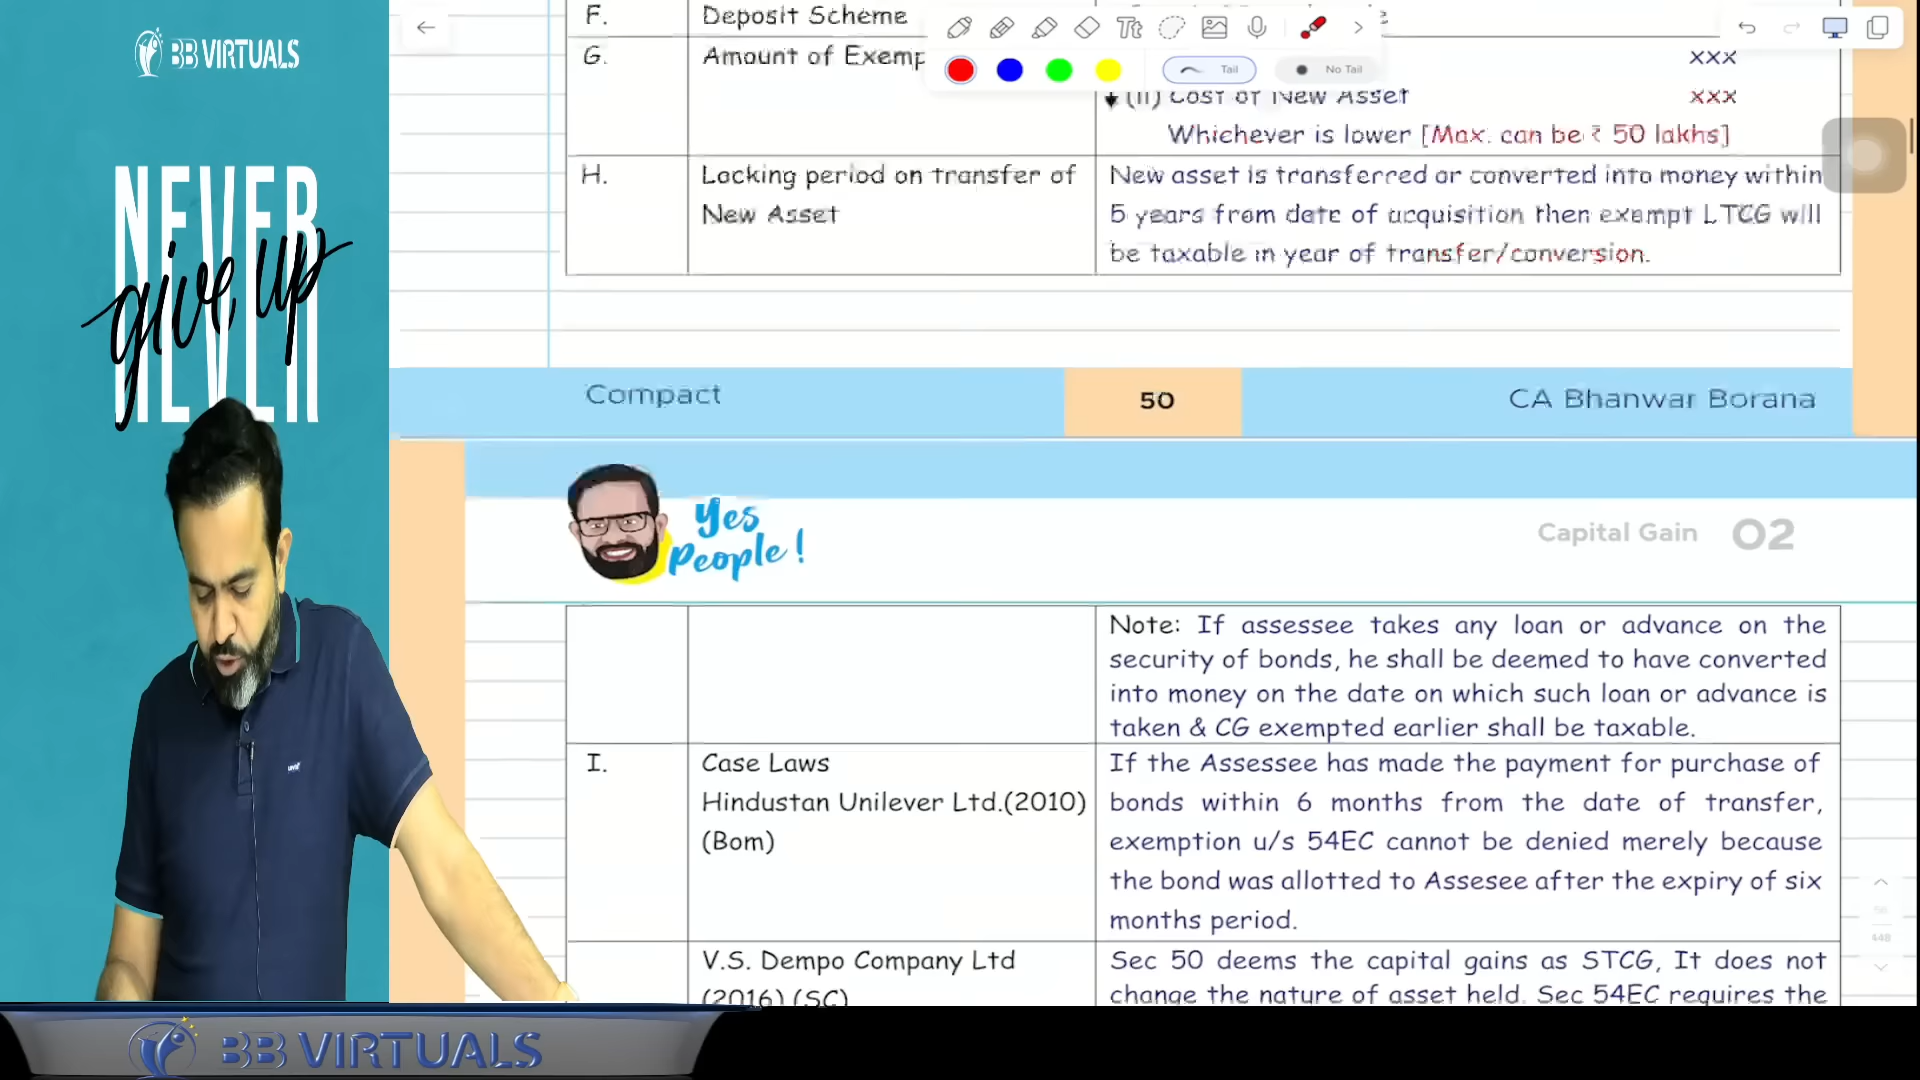 BB VIRTUALS
NEVER
give up
NEVER
F. Deposit Scheme
G. Amount of Exemp
Tt
Tail
No Tail
xxx
(ii) Cost of New Asset xxx
Whichever is lower [Max. can be ₹ 50 lakhs]
H. Locking period on transfer of New Asset
New asset is transferred or converted into money within
5 years from date of acquisition then exempt LTCG will
be taxable in year of transfer/conversion.
Compact 50 CA Bhanwar Borana
Yes
People !
Capital Gain 02
Note: If assessee takes any loan or advance on the
security of bonds, he shall be deemed to have converted
into money on the date on which such loan or advance is
taken & CG exempted earlier shall be taxable.
I. Case Laws
Hindustan Unilever Ltd.(2010)
(Bom)
If the Assessee has made the payment for purchase of
bonds within 6 months from the date of transfer,
exemption u/s 54EC cannot be denied merely because
the bond was allotted to Assesee after the expiry of six
months period.
V.S. Dempo Company Ltd
(2016) (SC)
Sec 50 deems the capital gains as STCG, It does not
change the nature of asset held. Sec 54EC requires the
448
BB VIRTUALS